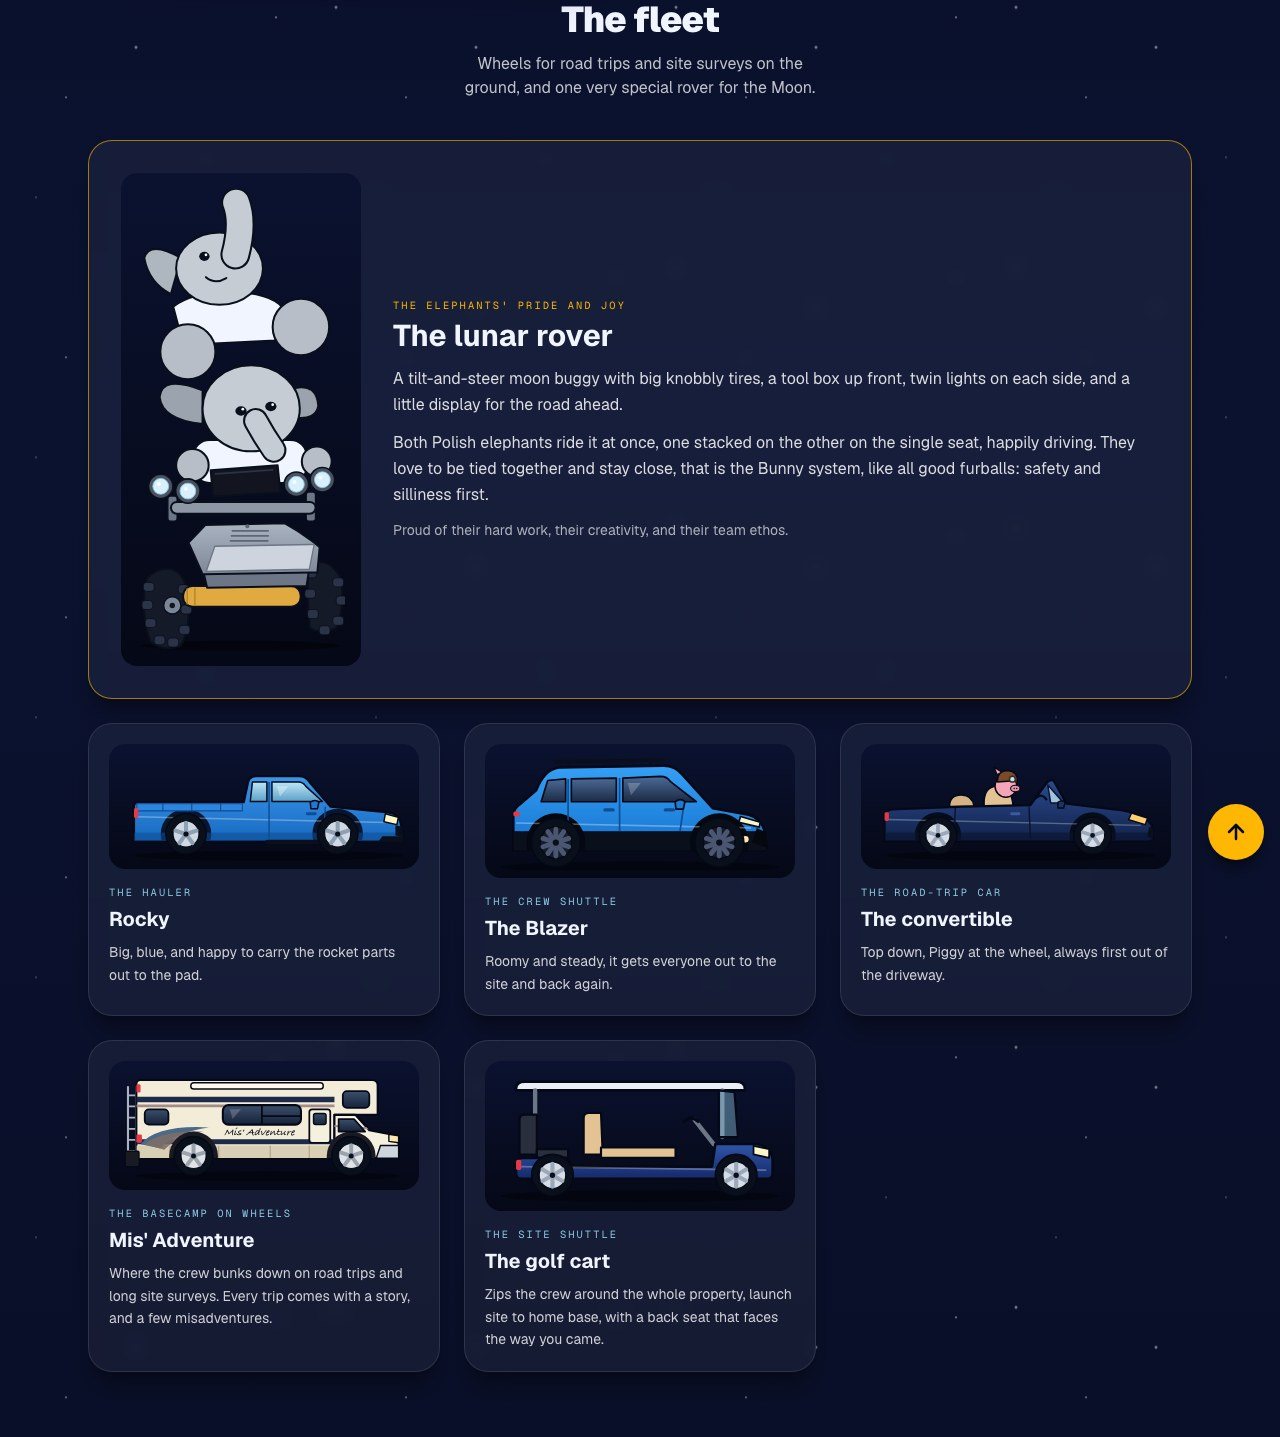 The fleet
Wheels for road trips and site surveys on the
ground, and one very special rover for the Moon.
THE ELEPHANTS' PRIDE AND JOY
The lunar rover
A tilt-and-steer moon buggy with big knobbly tires, a tool box up front, twin lights on each side, and a
little display for the road ahead.
Both Polish elephants ride it at once, one stacked on the other on the single seat, happily driving. They
love to be tied together and stay close, that is the Bunny system, like all good furballs: safety and
silliness first.
Proud of their hard work, their creativity, and their team ethos.
THE HAULER
Rocky
Big, blue, and happy to carry the rocket parts
out to the pad.
THE CREW SHUTTLE
The Blazer
Roomy and steady, it gets everyone out to the
site and back again.
THE ROAD-TRIP CAR
The convertible
Top down, Piggy at the wheel, always first out of
the driveway.
Mis' Adventure
THE BASECAMP ON WHEELS
Mis' Adventure
Where the crew bunks down on road trips and
long site surveys. Every trip comes with a story,
and a few misadventures.
THE SITE SHUTTLE
The golf cart
Zips the crew around the whole property, launch
site to home base, with a back seat that faces
the way you came.